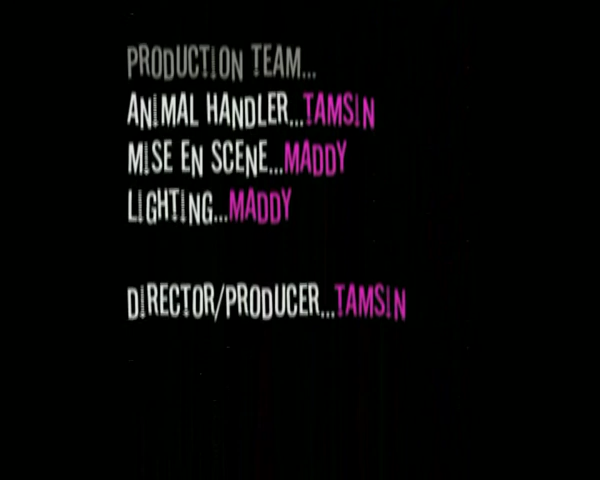 PRODUCTION TEAM...
ANIMAL HANDLER...TAMSIN
MISE EN SCENE...MADDY
LIGHTING...MADDY
DIRECTOR/PRODUCER...TAMSIN